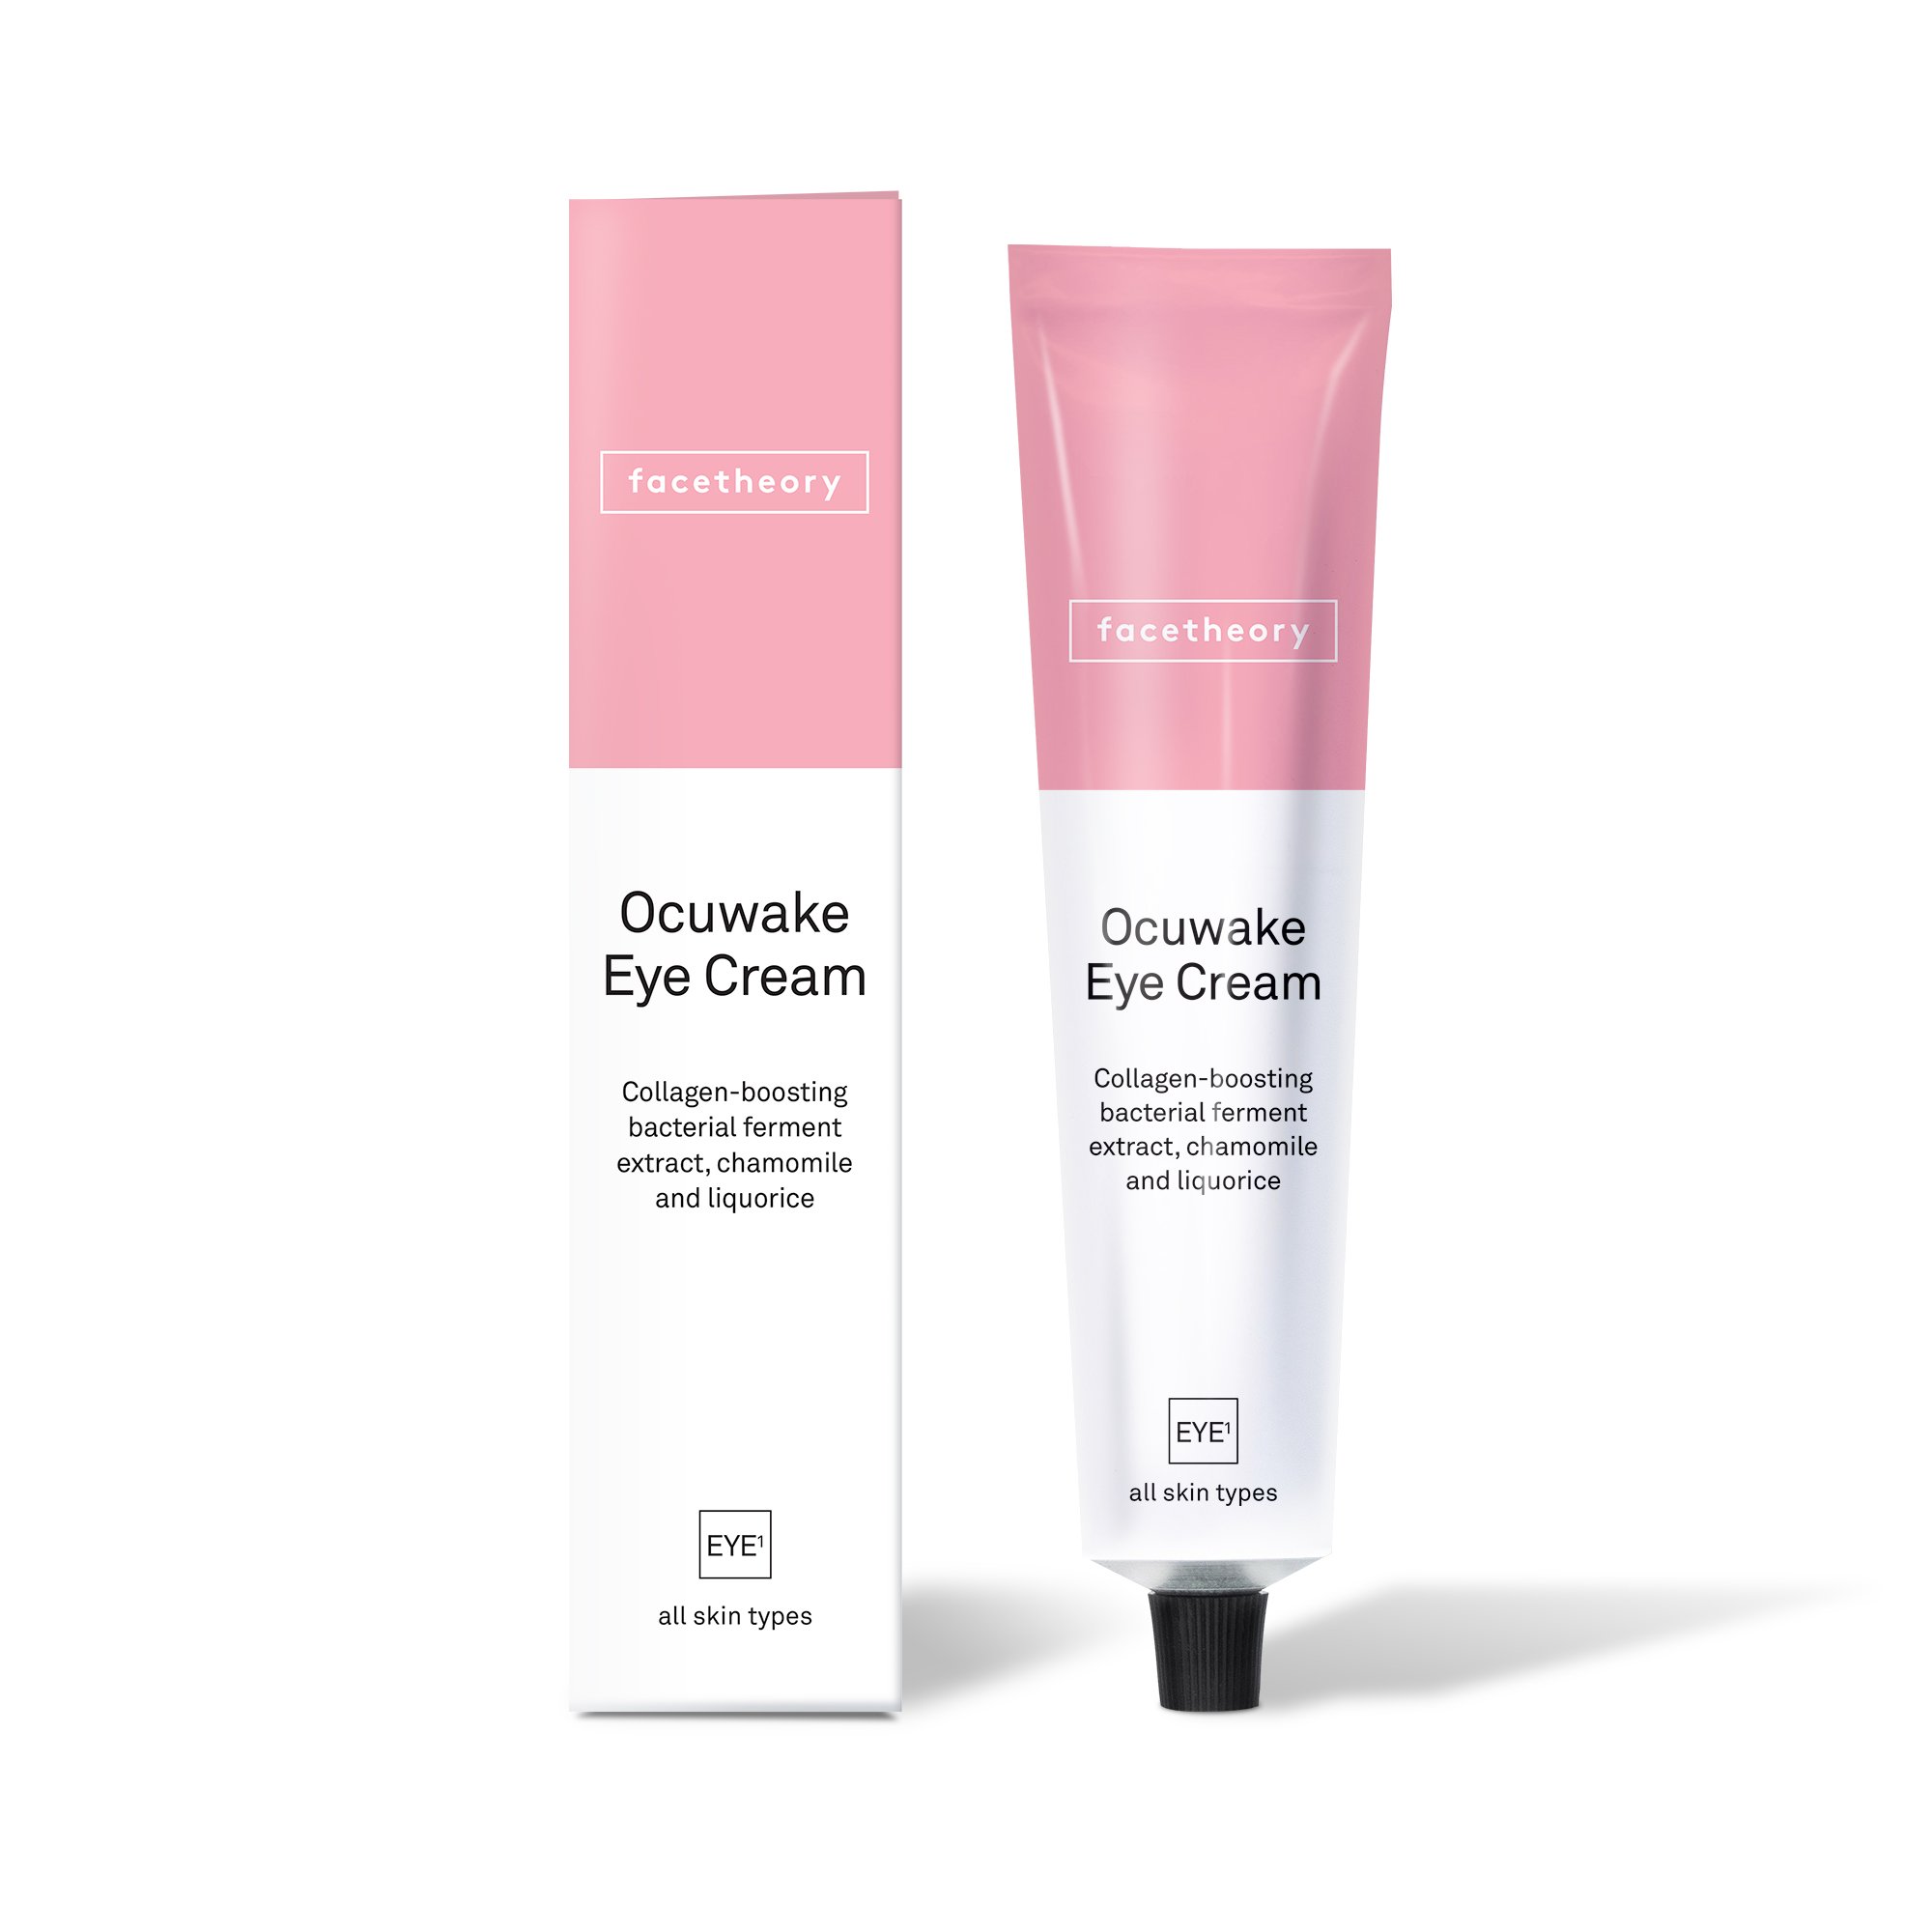 facetheory
Ocuwake
Eye Cream
Collagen-boosting
bacterial ferment
extract, chamomile
and liquorice
EYE¹
all skin types
facetheory
Ocuwake
Eye Cream
Collagen-boosting
bacterial ferment
extract, chamomile
and liquorice
EYE¹
all skin types